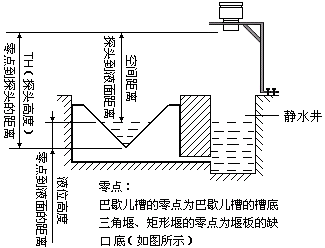 TH(探头高度)
零点到探头的距离
空间距离
探头到液面距离
液位高度
零点到液面的距离
静水井
零点：
巴歇儿槽的零点为巴歇儿槽的槽底
三角堰、矩形堰的零点为堰板的缺
口底(如图所示)